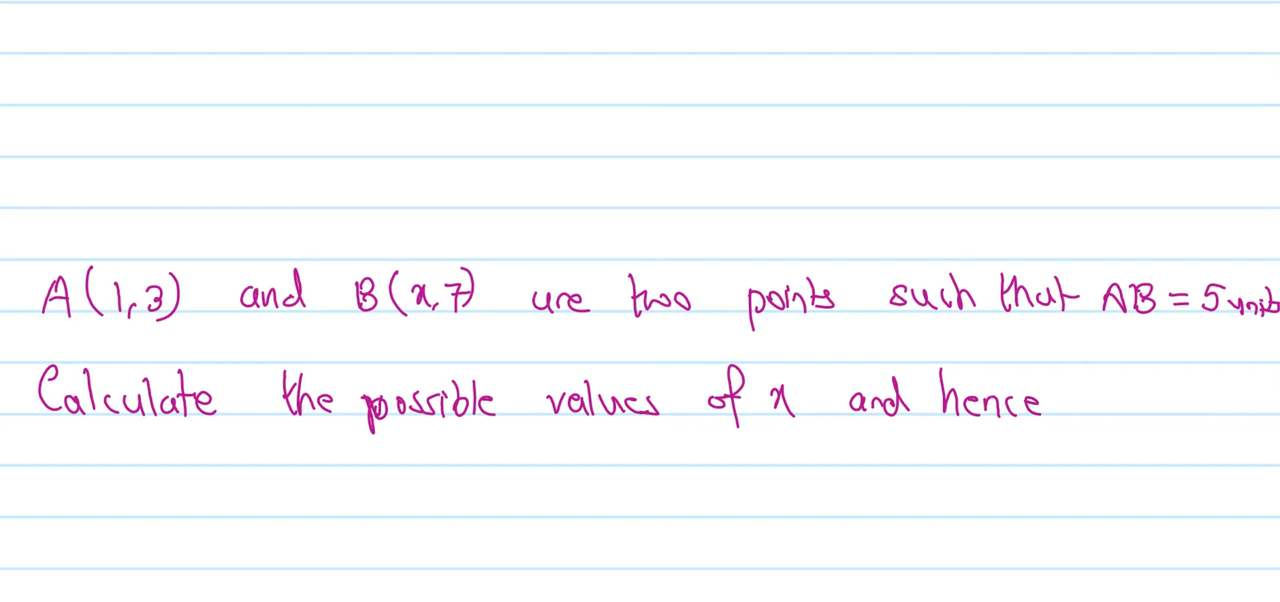 A(1,3) and B(x,7) are two points such that AB = 5 units
Calculate the possible values of x and hence